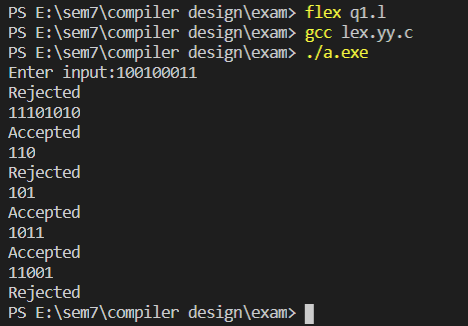 PS E:\sem7\compiler design\exam> flex q1.l
PS E:\sem7\compiler design\exam> gcc lex.yy.c
PS E:\sem7\compiler design\exam> ./a.exe
Enter input:100100011
Rejected
11101010
Accepted
110
Rejected
101
Accepted
1011
Accepted
11001
Rejected
PS E:\sem7\compiler design\exam>